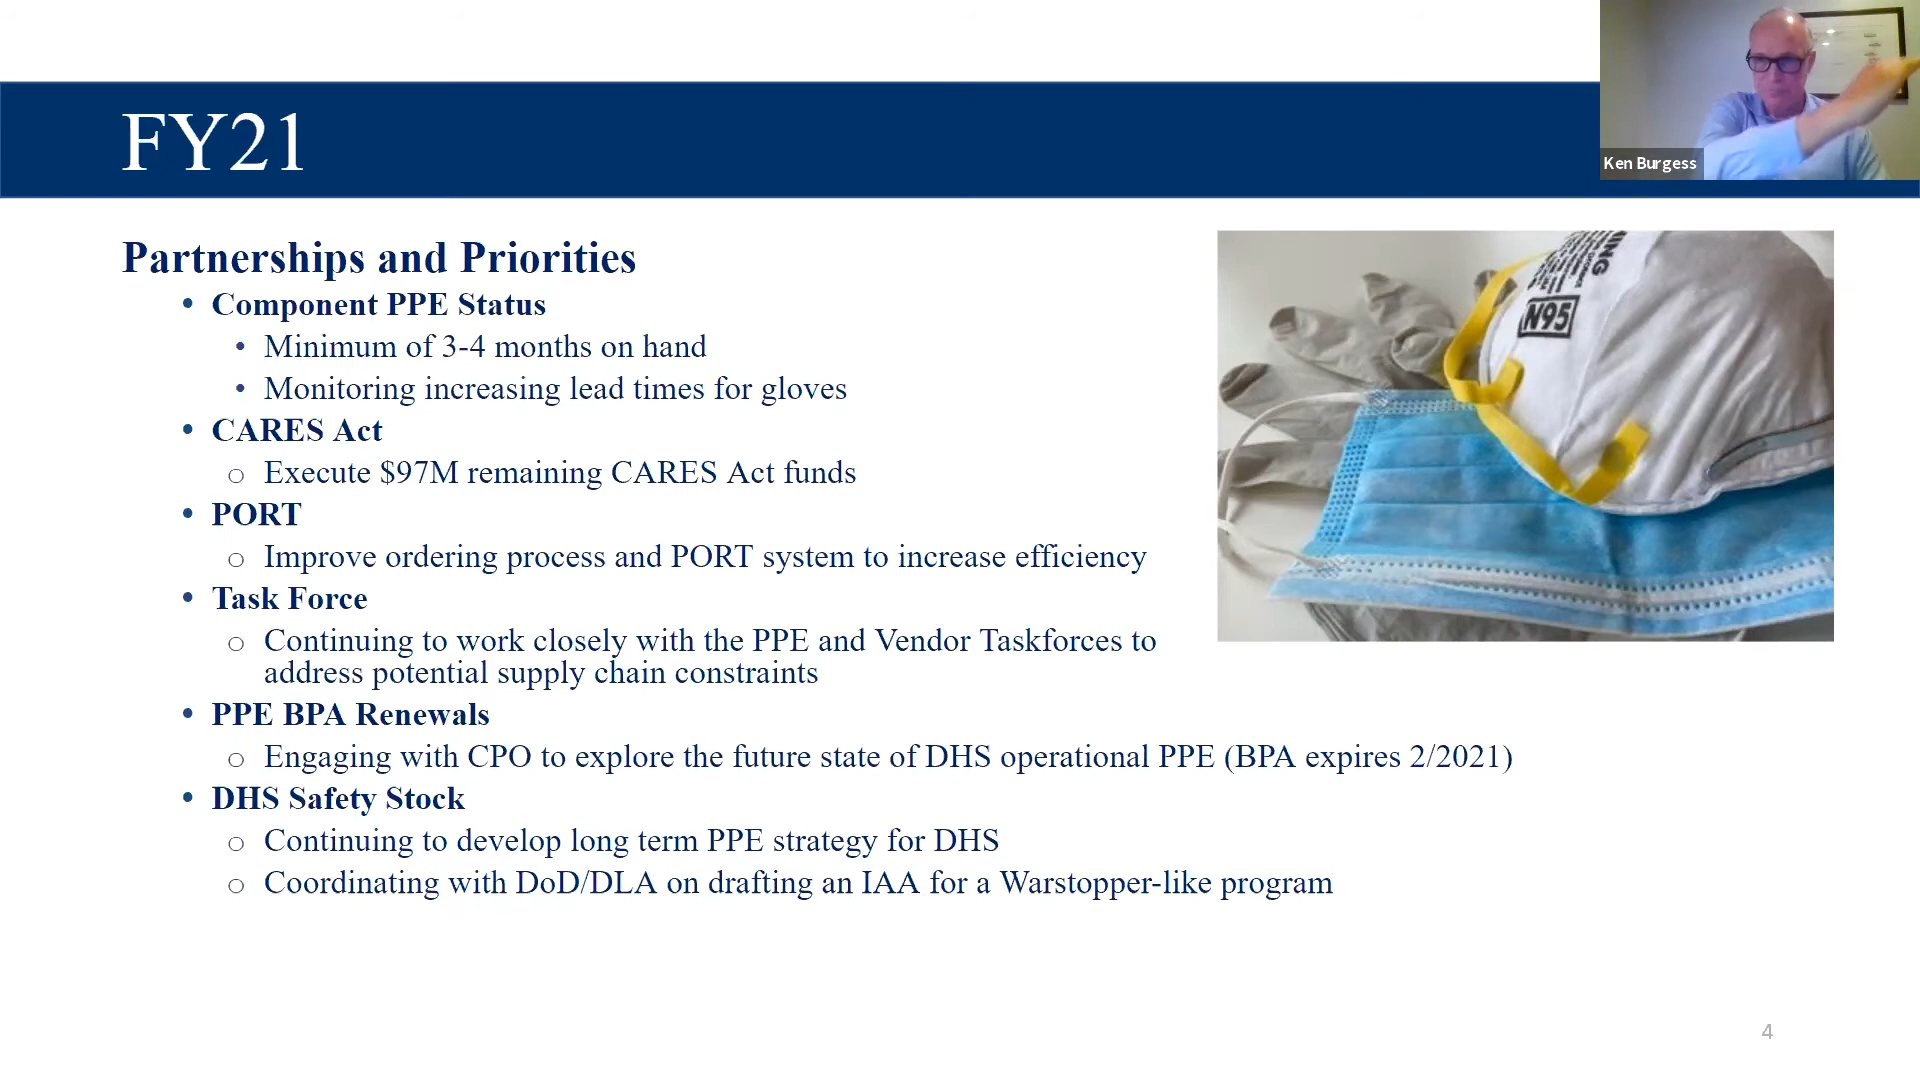 FY21
Ken Burgess
Partnerships and Priorities
• Component PPE Status
• Minimum of 3-4 months on hand
• Monitoring increasing lead times for gloves
• CARES Act
o Execute $97M remaining CARES Act funds
• PORT
o Improve ordering process and PORT system to increase efficiency
• Task Force
o Continuing to work closely with the PPE and Vendor Taskforces to
address potential supply chain constraints
• PPE BPA Renewals
o Engaging with CPO to explore the future state of DHS operational PPE (BPA expires 2/2021)
• DHS Safety Stock
o Continuing to develop long term PPE strategy for DHS
o Coordinating with DoD/DLA on drafting an IAA for a Warstopper-like program
N95
4